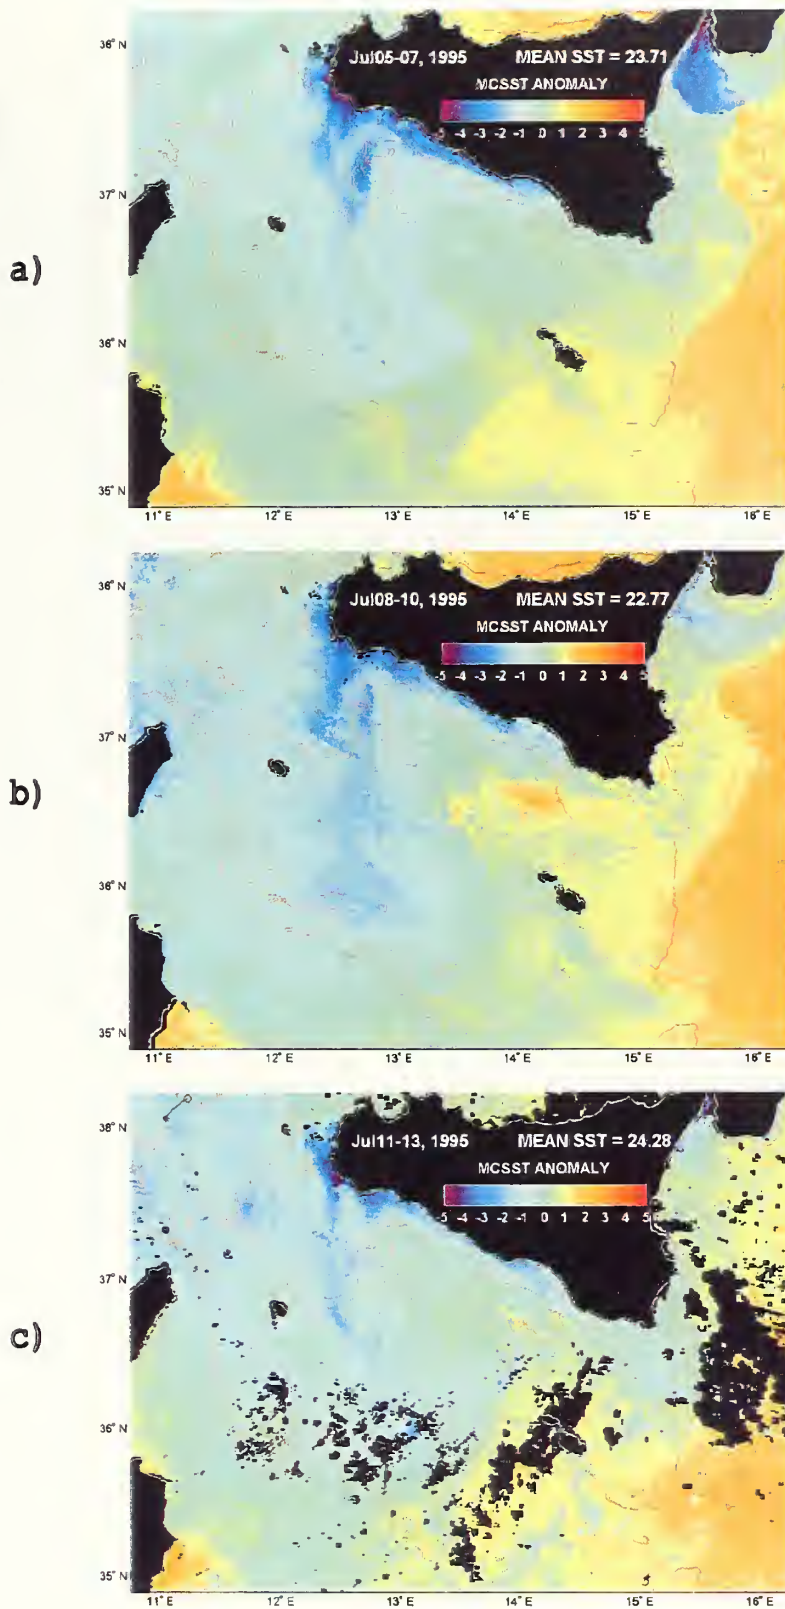 a)
36° N
37° N
36° N
35° N
Jul05-07, 1995 MEAN SST = 23.71
MCSST ANOMALY
-5 -4 -3 -2 -1 0 1 2 3 4 5
11° E 12° E 13° E 14° E 15° E 16° E
b)
36° N
37° N
36° N
35° N
Jul08-10, 1995 MEAN SST = 22.77
MCSST ANOMALY
-5 -4 -3 -2 -1 0 1 2 3 4 5
11° E 12° E 13° E 14° E 15° E 16° E
c)
38° N
37° N
36° N
35° N
Jul11-13, 1995 MEAN SST = 24.28
MCSST ANOMALY
-5 -4 -3 -2 -1 0 1 2 3 4 5
11° E 12° E 13° E 14° E 15° E 16° E